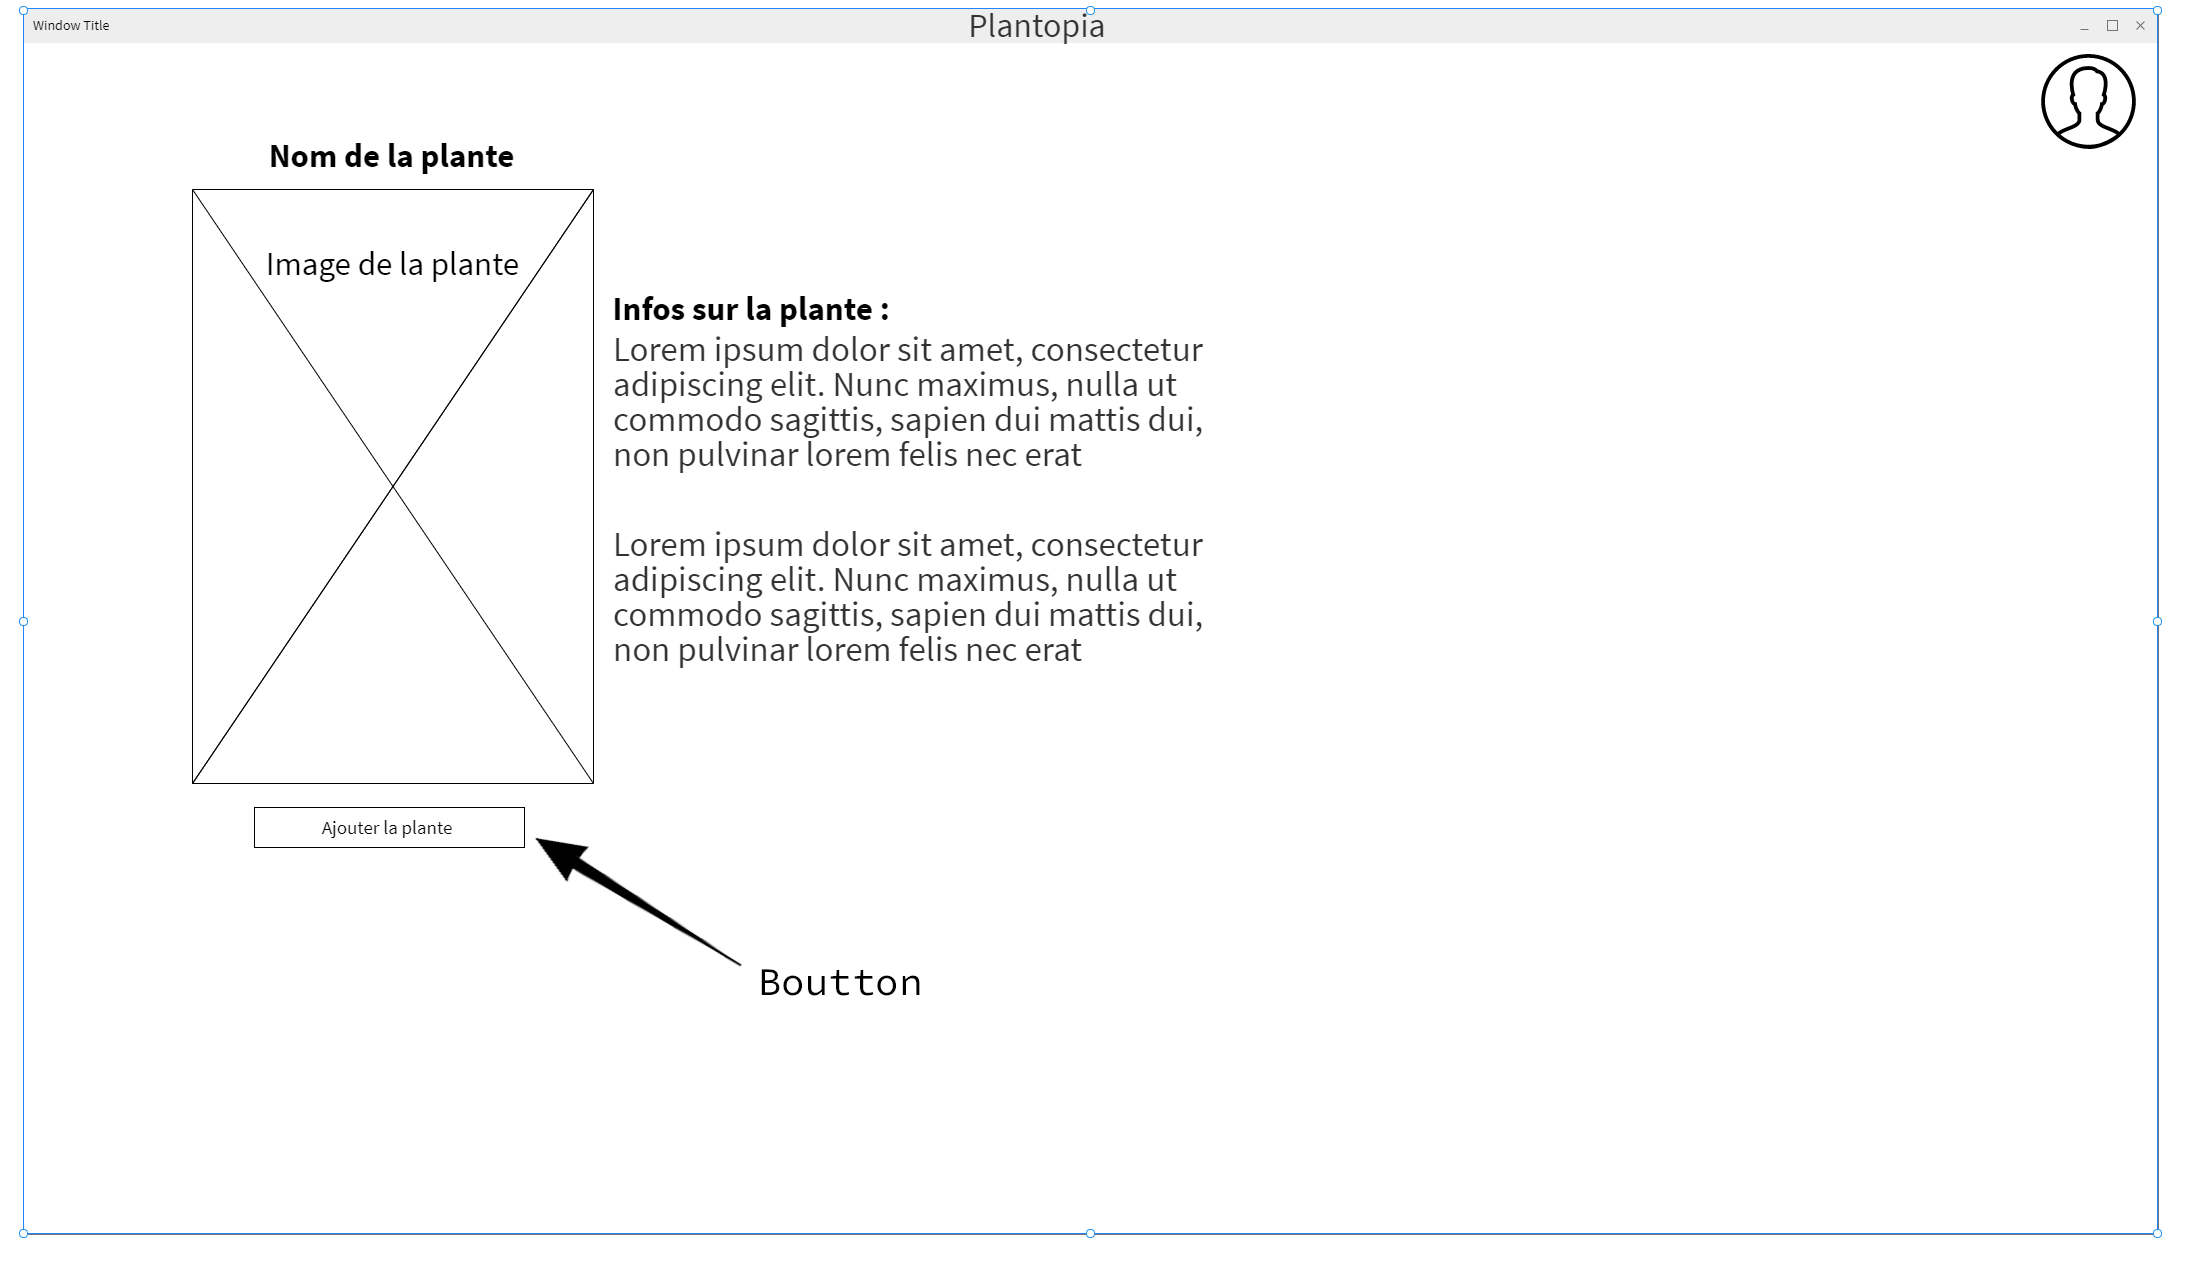 Window Title
Plantopia
Nom de la plante
Image de la plante
Infos sur la plante :
Lorem ipsum dolor sit amet, consectetur
adipiscing elit. Nunc maximus, nulla ut
commodo sagittis, sapien dui mattis dui,
non pulvinar lorem felis nec erat
Lorem ipsum dolor sit amet, consectetur
adipiscing elit. Nunc maximus, nulla ut
commodo sagittis, sapien dui mattis dui,
non pulvinar lorem felis nec erat
Ajouter la plante
Boutton